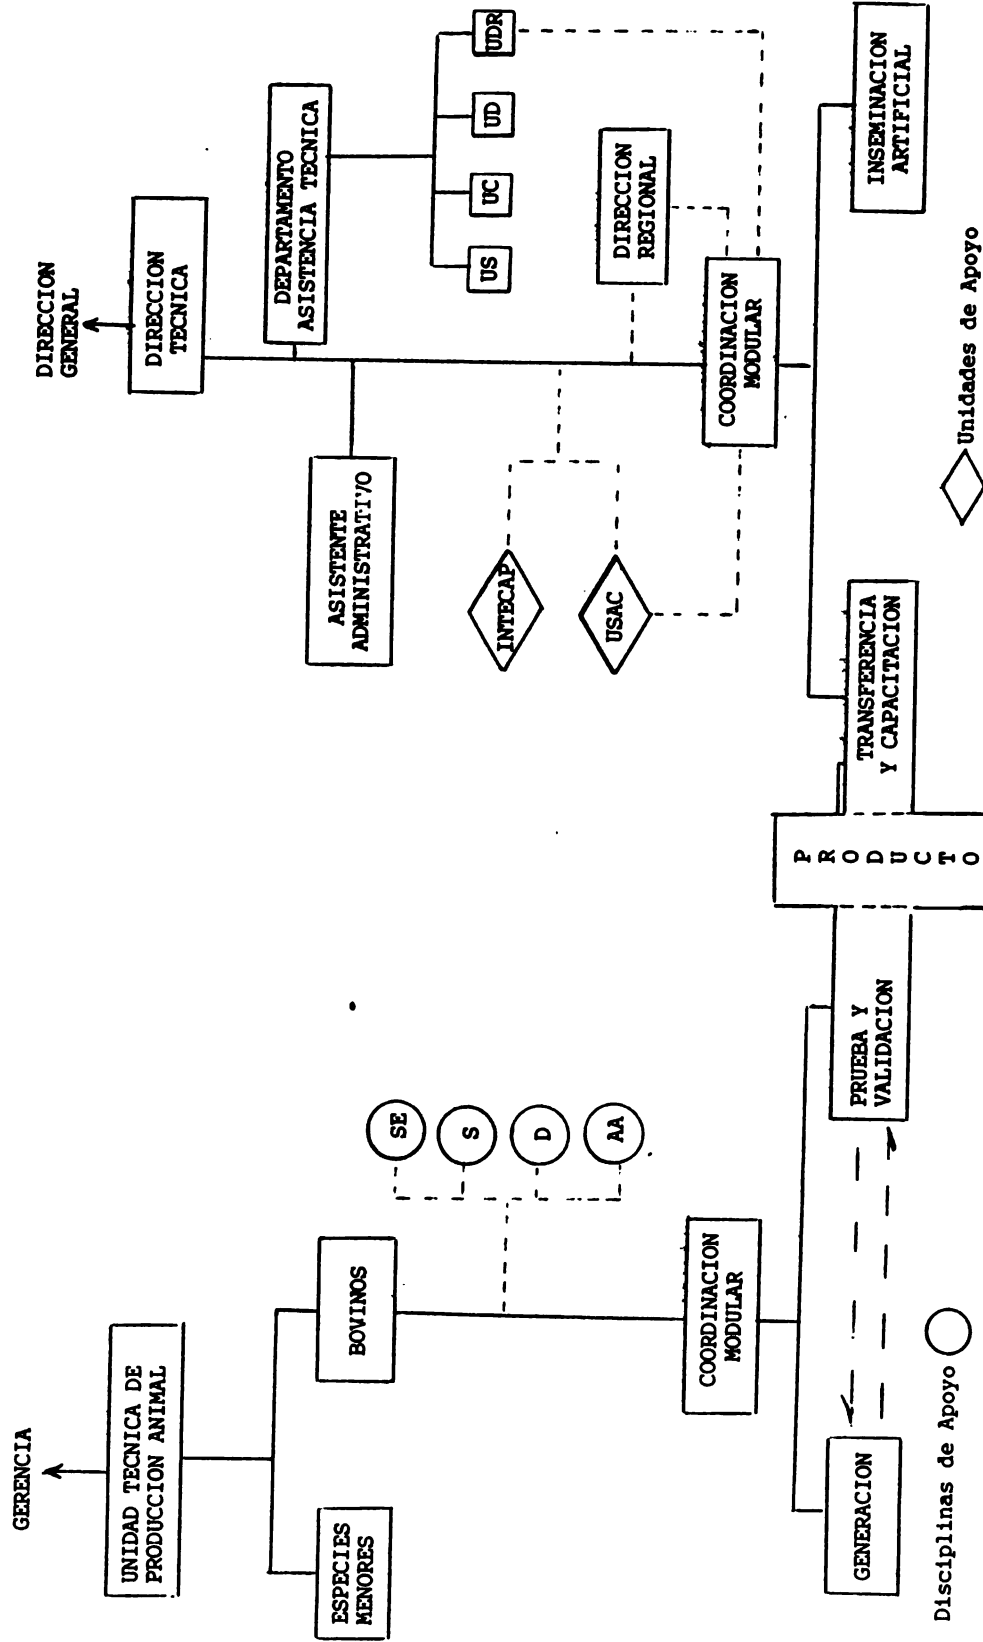 GERENCIA
UNIDAD TECNICA DE
PRODUCCION ANIMAL
ESPECIES
MENORES
BOVINOS
SE
S
D
AA
COORDINACION
MODULAR
GENERACION
PRUEBA Y
VALIDACION
Disciplinas de Apoyo
P
R
O
D
U
C
T
O
DIRECCION
GENERAL
DIRECCION
TECNICA
ASISTENTE
ADMINISTRATIVO
DEPARTAMENTO
ASISTENCIA TECNICA
US
UC
UD
UDR
INTECAP
USAC
DIRECCION
REGIONAL
COORDINACION
MODULAR
TRANSFERENCIA
Y CAPACITACION
INSEMINACION
ARTIFICIAL
Unidades de Apoyo